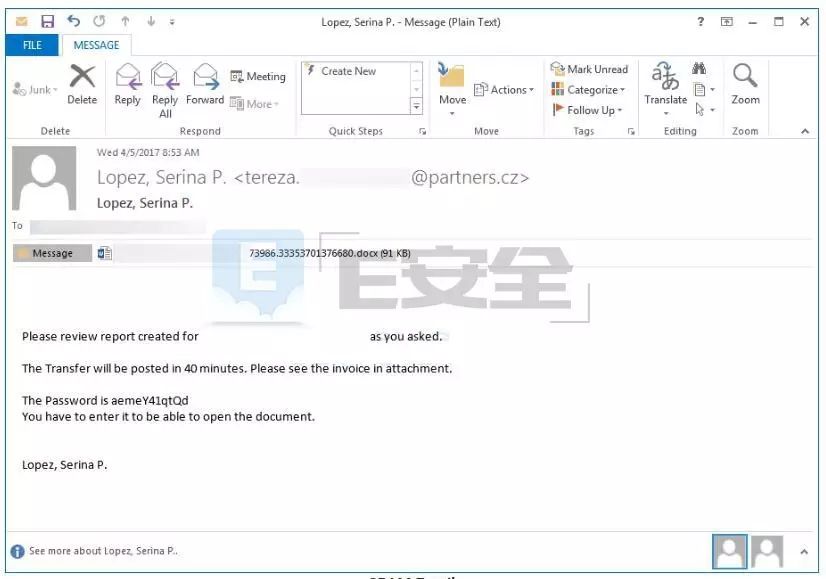 Lopez, Serina P. - Message (Plain Text)
FILE MESSAGE
Junk Delete Reply Reply All Forward Meeting More Create New Move Actions Mark Unread Categorize Follow Up Translate Zoom
Delete Respond Quick Steps Move Tags Editing Zoom
Wed 4/5/2017 8:53 AM
Lopez, Serina P. <tereza. @partners.cz>
Lopez, Serina P.
To
Message 73986.33353701376680.docx (91 KB)
E E安全
Please review report created for as you asked.
The Transfer will be posted in 40 minutes. Please see the invoice in attachment.
The Password is aemeY41qtQd
You have to enter it to be able to open the document.
Lopez, Serina P.
See more about Lopez, Serina P..